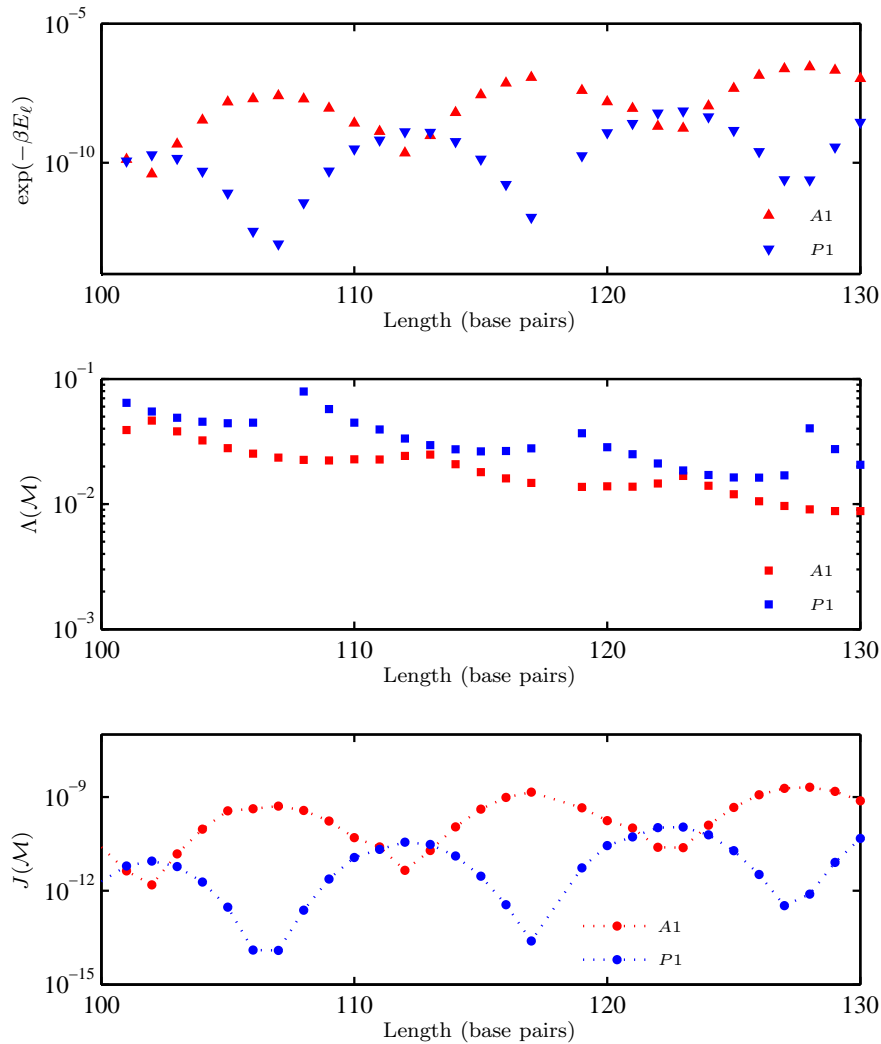 10⁻⁵
10⁻¹⁰
exp(−βE_ℓ)
A1
P1
100 110 120 130
Length (base pairs)
10⁻¹
10⁻²
10⁻³
Λ(ℳ)
A1
P1
100 110 120 130
Length (base pairs)
10⁻⁹
10⁻¹²
10⁻¹⁵
J(ℳ)
A1
P1
100 110 120 130
Length (base pairs)